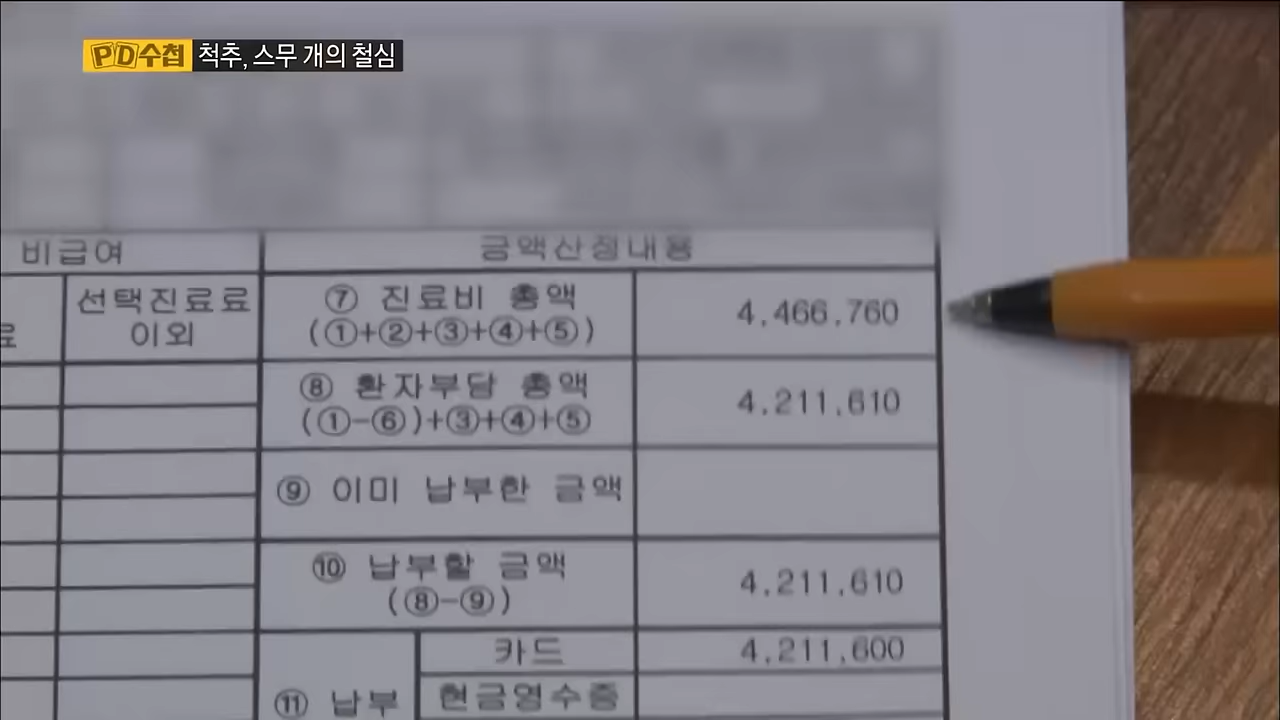 PD수첩 척추, 스무 개의 철심
비급여
금액산정내용
료
선택진료료
이외
⑦ 진료비 총액
(①+②+③+④+⑤)
4,466,760
⑧ 환자부담 총액
(①-⑥)+③+④+⑤
4,211,610
⑨ 이미 납부한 금액
⑩ 납부할 금액
(⑧-⑨)
4,211,610
⑪ 납부
카드
4,211,600
현금영수증